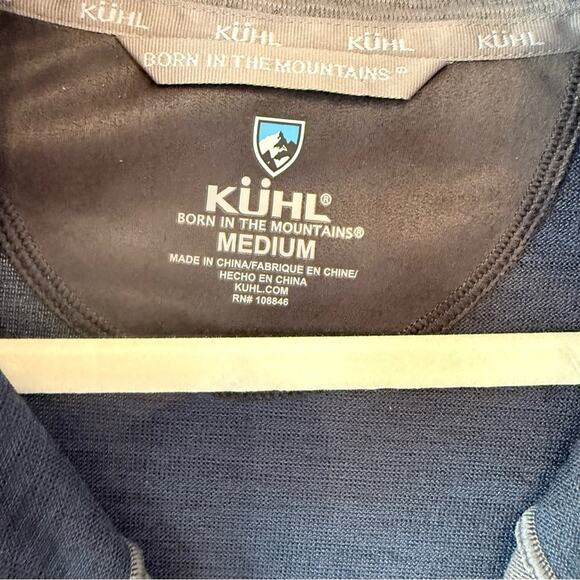 KÜHL KÜHL KÜHL KÜHL
BORN IN THE MOUNTAINS®
KÜHL®
BORN IN THE MOUNTAINS®
MEDIUM
MADE IN CHINA/FABRIQUE EN CHINE/
HECHO EN CHINA
KUHL.COM
RN# 108846